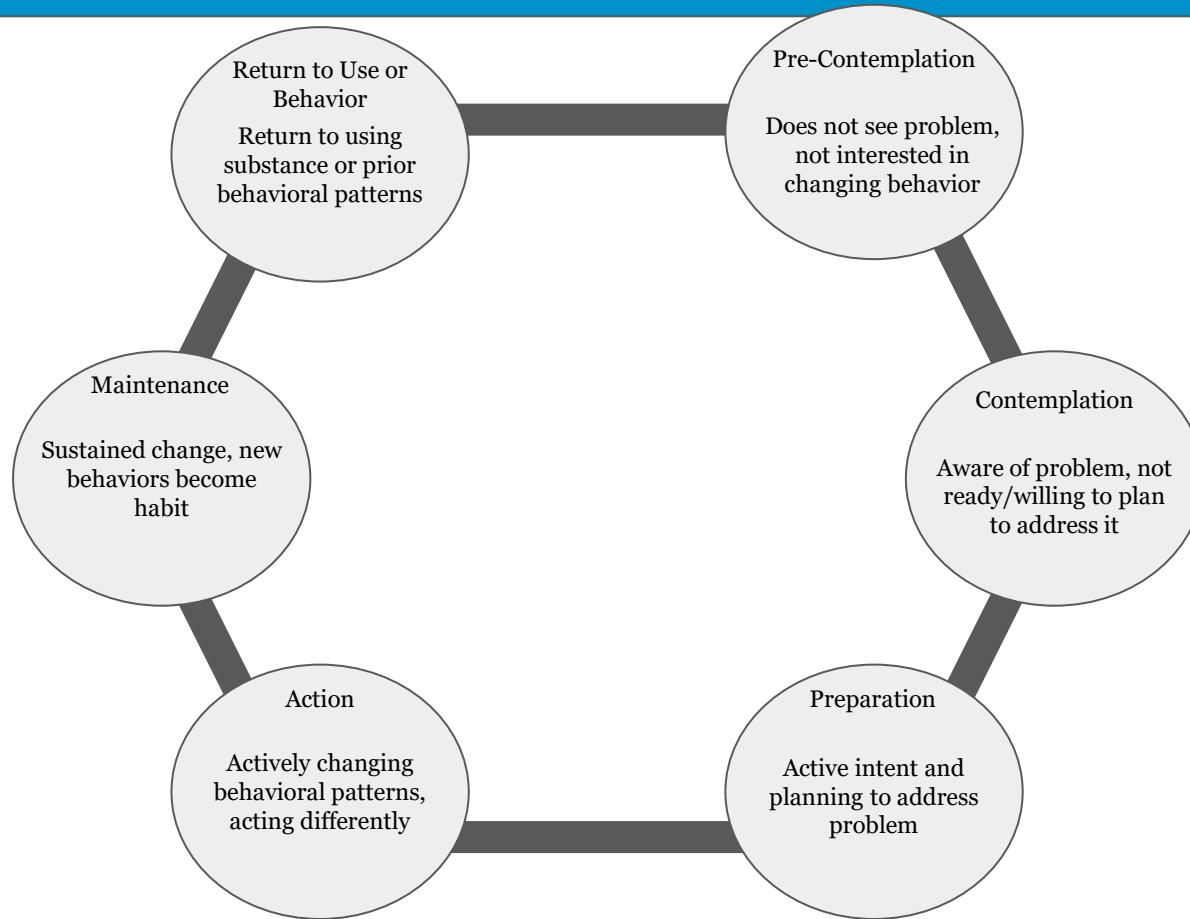 Pre-Contemplation
Does not see problem,
not interested in
changing behavior
Contemplation
Aware of problem, not
ready/willing to plan
to address it
Preparation
Active intent and
planning to address
problem
Action
Actively changing
behavioral patterns,
acting differently
Maintenance
Sustained change, new
behaviors become
habit
Return to Use or
Behavior
Return to using
substance or prior
behavioral patterns